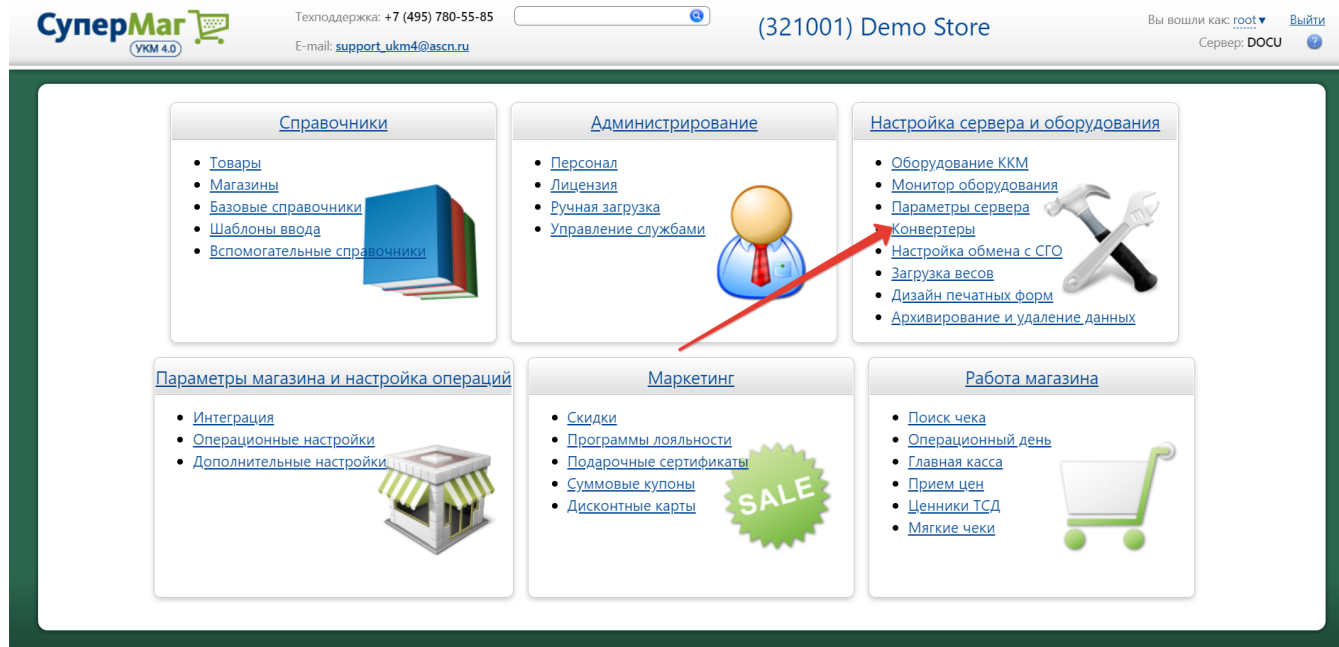 СуперМаг
УКМ 4.0
Техподдержка: +7 (495) 780-55-85
E-mail: support_ukm4@ascn.ru
(321001) Demo Store
Вы вошли как: root▼ Выйти
Сервер: DOCU ?
Справочники
Товары
Магазины
Базовые справочники
Шаблоны ввода
Вспомогательные справочники
Администрирование
Персонал
Лицензия
Ручная загрузка
Управление службами
Настройка сервера и оборудования
Оборудование ККМ
Монитор оборудования
Параметры сервера
Конвертеры
Настройка обмена с СГО
Загрузка весов
Дизайн печатных форм
Архивирование и удаление данных
Параметры магазина и настройка операций
Интеграция
Операционные настройки
Дополнительные настройки
Маркетинг
Скидки
Программы лояльности
Подарочные сертификаты
Суммовые купоны
Дисконтные карты
SALE
Работа магазина
Поиск чека
Операционный день
Главная касса
Прием цен
Ценники ТСД
Мягкие чеки